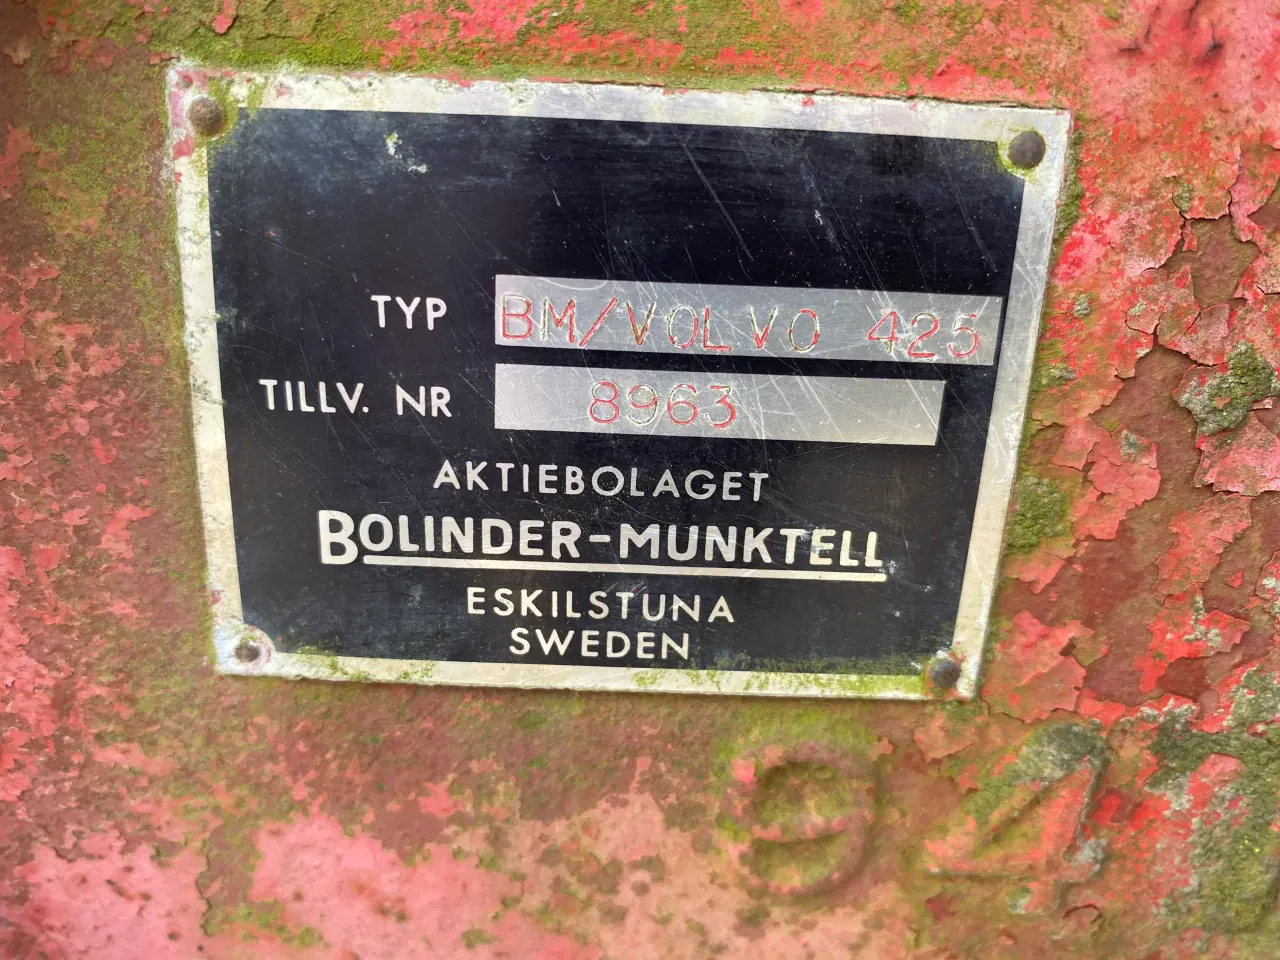 TYP BM/VOLVO 425
TILLV. NR 8963
AKTIEBOLAGET
BOLINDER-MUNKTELL
ESKILSTUNA
SWEDEN
94